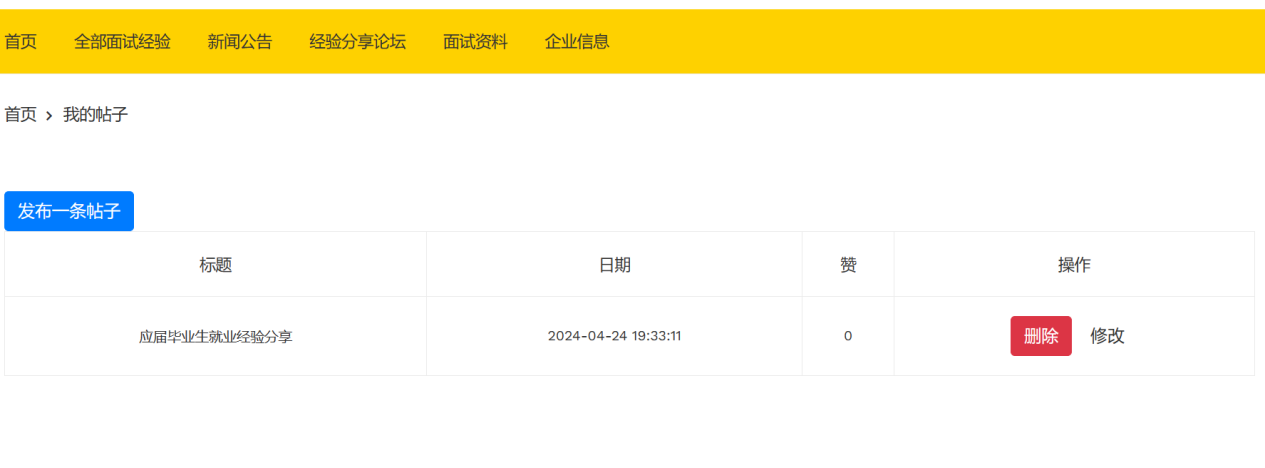 首页 全部面试经验 新闻公告 经验分享论坛 面试资料 企业信息
首页 › 我的帖子
发布一条帖子
标题 日期 赞 操作
应届毕业生就业经验分享 2024-04-24 19:33:11 0 删除 修改